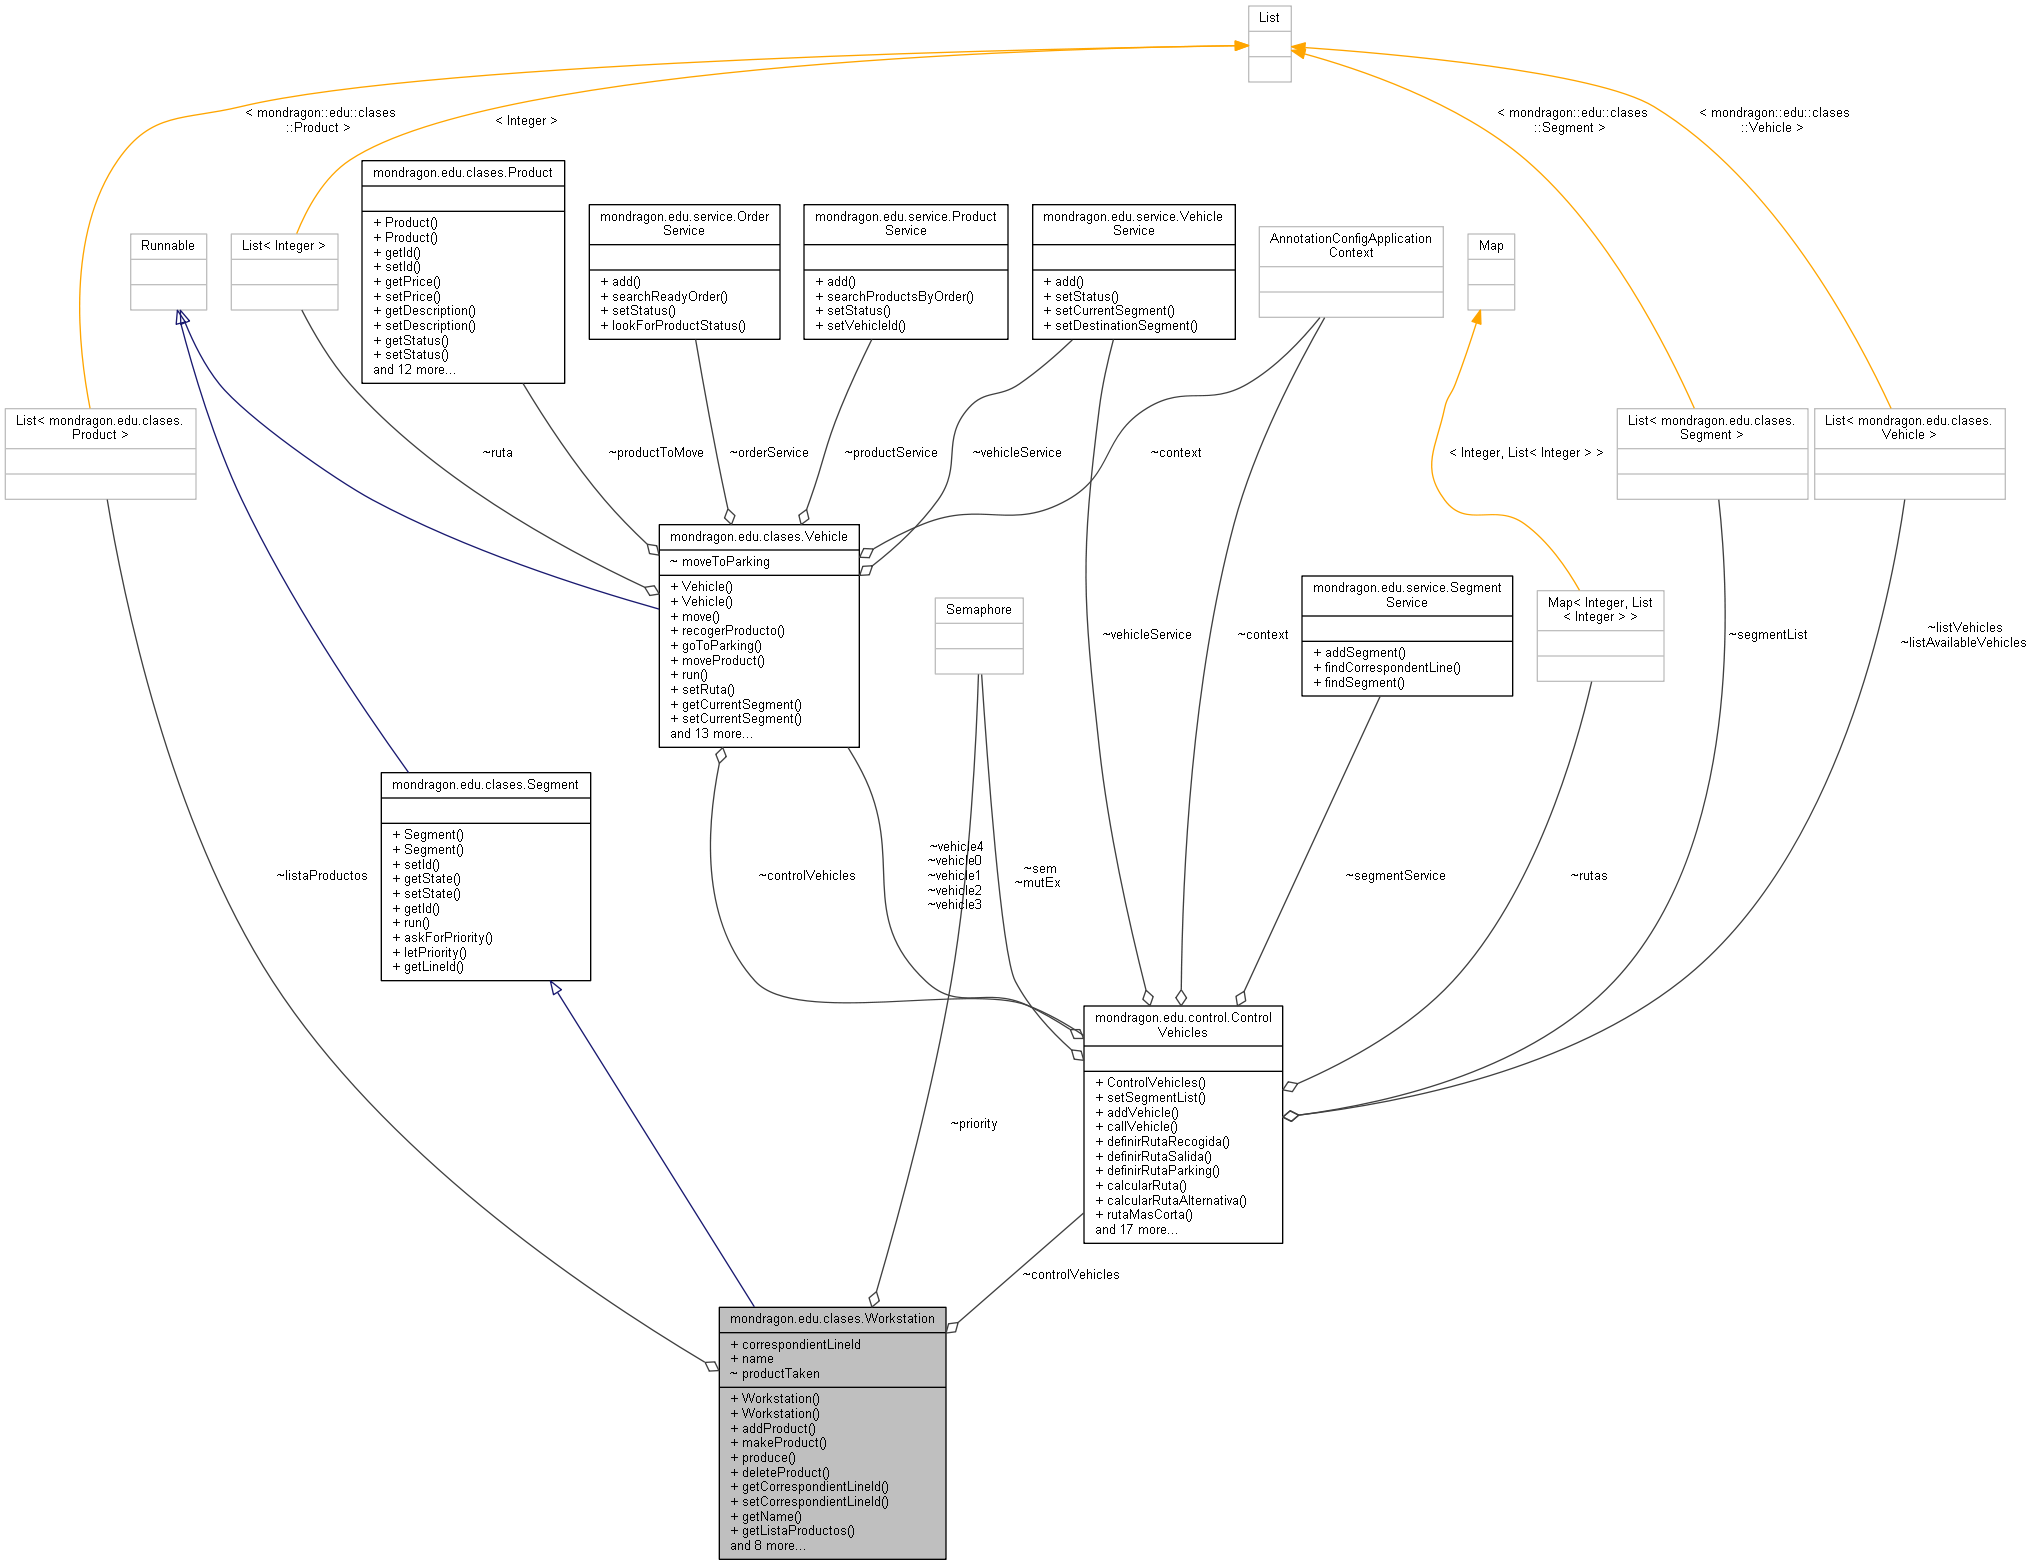 List
< mondragon::edu::clases
::Product >
< Integer >
< mondragon::edu::clases
::Segment >
< mondragon::edu::clases
::Vehicle >
mondragon.edu.clases.Product
+ Product()
+ Product()
+ getId()
+ setId()
+ getPrice()
+ setPrice()
+ getDescription()
+ setDescription()
+ getStatus()
+ setStatus()
and 12 more...
mondragon.edu.service.Order
Service
+ add()
+ searchReadyOrder()
+ setStatus()
+ lookForProductStatus()
mondragon.edu.service.Product
Service
+ add()
+ searchProductsByOrder()
+ setStatus()
+ setVehicleId()
mondragon.edu.service.Vehicle
Service
+ add()
+ setStatus()
+ setCurrentSegment()
+ setDestinationSegment()
AnnotationConfigApplication
Context
Map
Runnable
List< Integer >
List< mondragon.edu.clases.
Product >
List< mondragon.edu.clases.
Segment >
List< mondragon.edu.clases.
Vehicle >
~ruta
~productToMove
~orderService
~productService
~vehicleService
~context
< Integer, List< Integer > >
mondragon.edu.clases.Vehicle
~ moveToParking
+ Vehicle()
+ Vehicle()
+ move()
+ recogerProducto()
+ goToParking()
+ moveProduct()
+ run()
+ setRuta()
+ getCurrentSegment()
+ setCurrentSegment()
and 13 more...
Semaphore
~vehicleService
~context
mondragon.edu.service.Segment
Service
+ addSegment()
+ findCorrespondentLine()
+ findSegment()
Map< Integer, List
< Integer > >
~segmentList
~listVehicles
~listAvailableVehicles
mondragon.edu.clases.Segment
+ Segment()
+ Segment()
+ setId()
+ getState()
+ setState()
+ getId()
+ run()
+ askForPriority()
+ letPriority()
+ getLineId()
~listaProductos
~controlVehicles
~vehicle4
~vehicle0
~vehicle1
~vehicle2
~vehicle3
~sem
~mutEx
~segmentService
~rutas
mondragon.edu.control.Control
Vehicles
+ ControlVehicles()
+ setSegmentList()
+ addVehicle()
+ callVehicle()
+ definirRutaRecogida()
+ definirRutaSalida()
+ definirRutaParking()
+ calcularRuta()
+ calcularRutaAlternativa()
+ rutaMasCorta()
and 17 more...
~priority
~controlVehicles
mondragon.edu.clases.Workstation
+ correspondientLineId
+ name
~ productTaken
+ Workstation()
+ Workstation()
+ addProduct()
+ makeProduct()
+ produce()
+ deleteProduct()
+ getCorrespondientLineId()
+ setCorrespondientLineId()
+ getName()
+ getListaProductos()
and 8 more...